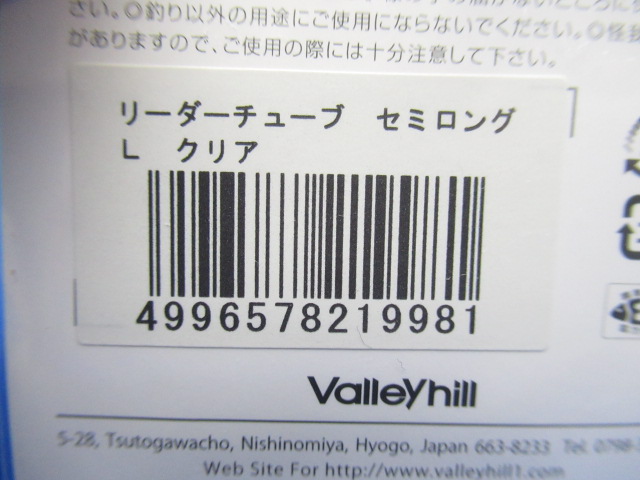 さい。◎釣り以外の用途にご使用にならないでください。◎怪我
がありますので、ご使用の際には十分注意して下さい。
リーダーチューブ セミロング
L クリア
4996578219981
Valleyhill
5-28, Tsutogawacho, Nishinomiya, Hyogo, Japan 663-8233 Tel. 0798-
Web Site For http://www.valleyhill1.com